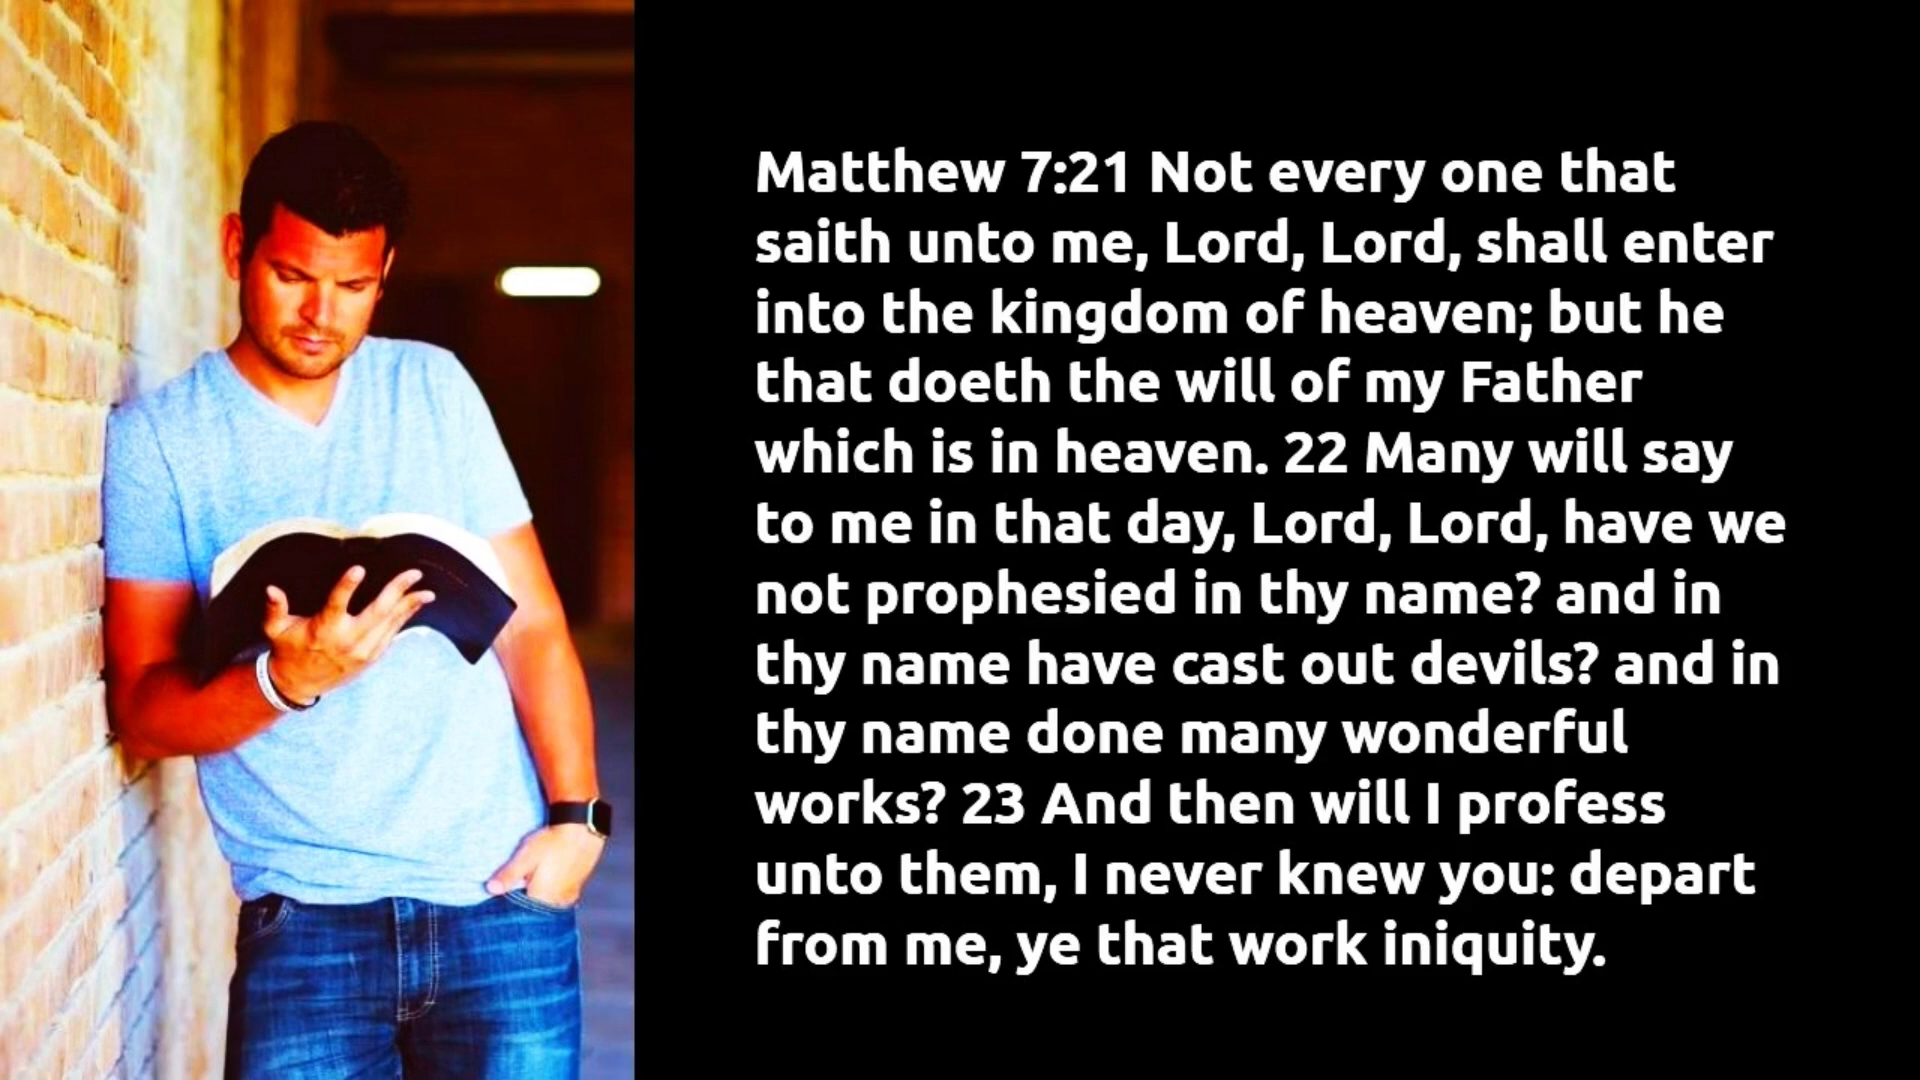 Matthew 7:21 Not every one that
saith unto me, Lord, Lord, shall enter
into the kingdom of heaven; but he
that doeth the will of my Father
which is in heaven. 22 Many will say
to me in that day, Lord, Lord, have we
not prophesied in thy name? and in
thy name have cast out devils? and in
thy name done many wonderful
works? 23 And then will I profess
unto them, I never knew you: depart
from me, ye that work iniquity.